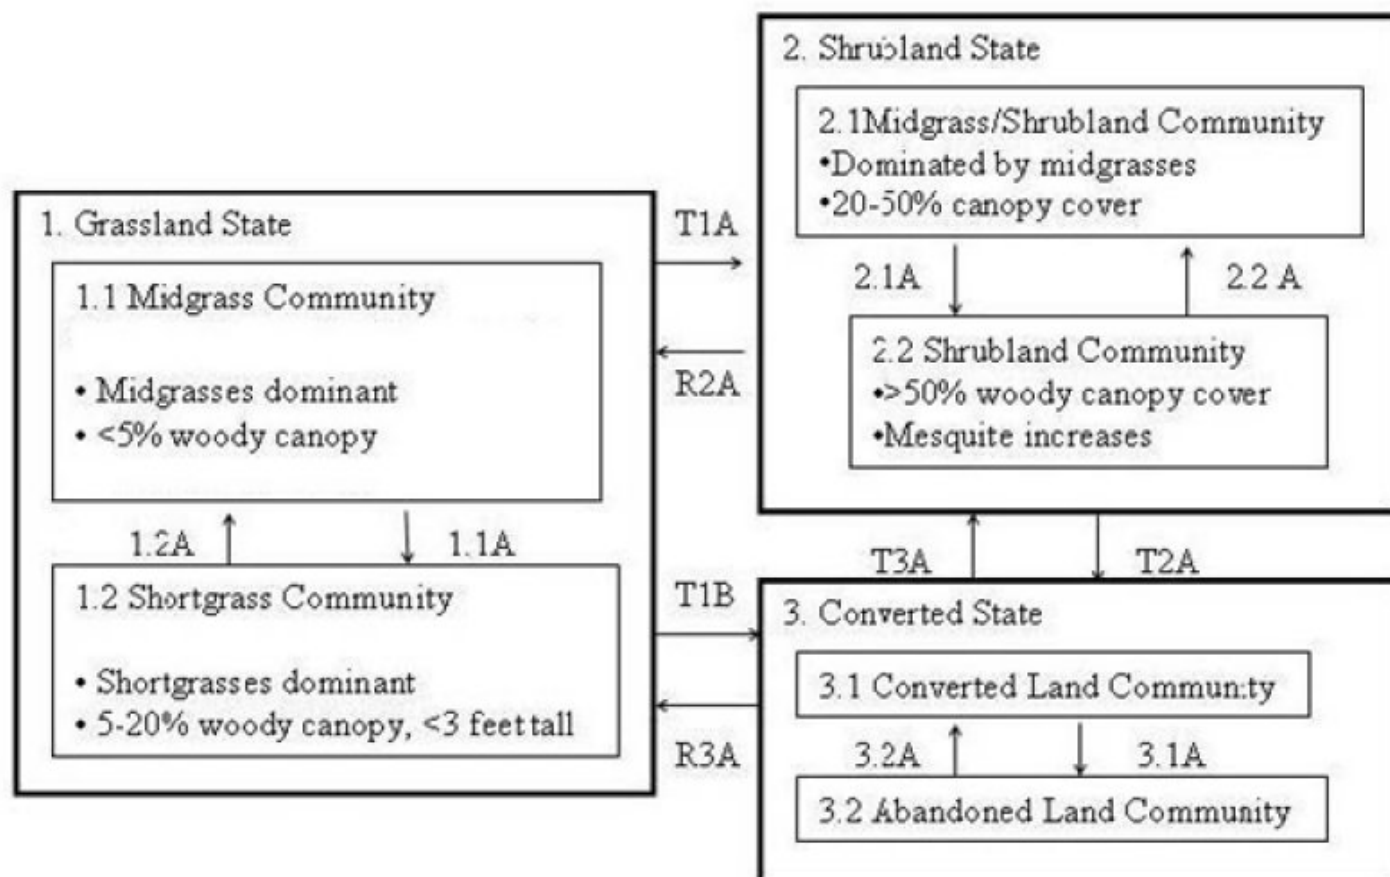 1. Grassland State
1.1 Midgrass Community
• Midgrasses dominant
• <5% woody canopy
1.2A
1.1A
1.2 Shortgrass Community
• Shortgrasses dominant
• 5-20% woody canopy, <3 feet tall
T1A
R2A
T1B
R3A
2. Shrubland State
2.1Midgrass/Shrubland Community
•Dominated by midgrasses
•20-50% canopy cover
2.1A
2.2 A
2.2 Shrubland Community
•>50% woody canopy cover
•Mesquite increases
T3A
T2A
3. Converted State
3.1 Converted Land Community
3.2A
3.1A
3.2 Abandoned Land Community